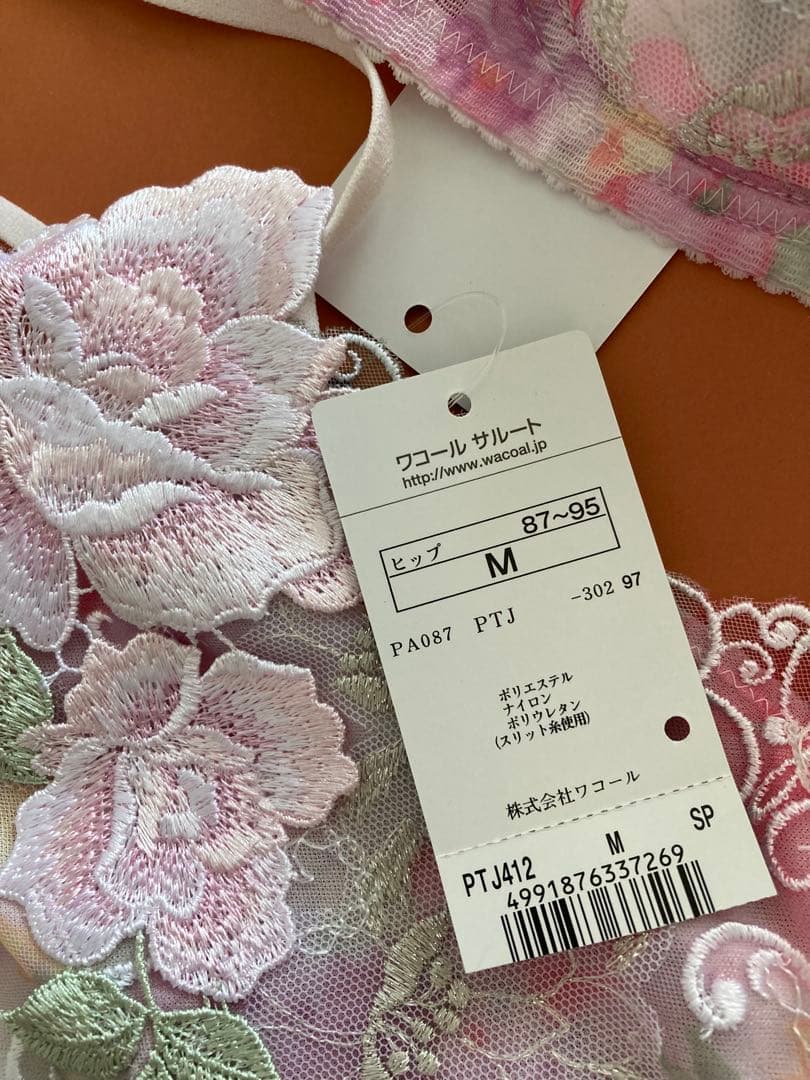 ワコール サルート
http://www.wacoal.jp
ヒップ 87~95
M
PA087 PTJ -302 97
ポリエステル
ナイロン
ポリウレタン
(スリット糸使用)
株式会社ワコール
PTJ412 M SP
4991876337269